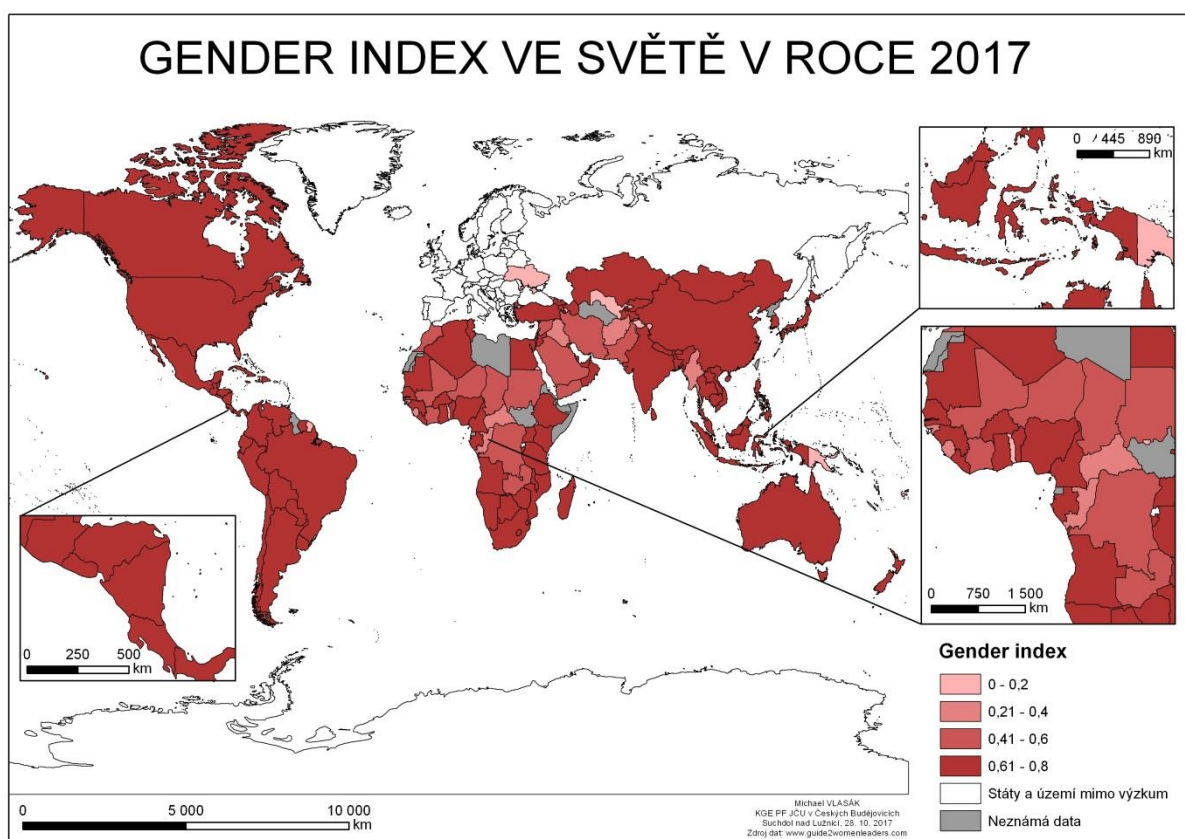 GENDER INDEX VE SVĚTĚ V ROCE 2017
0 445 890
km
0 750 1 500
km
0 250 500
km
Gender index
0 - 0,2
0,21 - 0,4
0,41 - 0,6
0,61 - 0,8
Státy a území mimo výzkum
Neznámá data
0 5 000 10 000
km
Michael VLASÁK
KGE PF JČU v Českých Budějovicích
Suchdol nad Lužnicí, 28. 10. 2017
Zdroj dat: www.guide2womenleaders.com